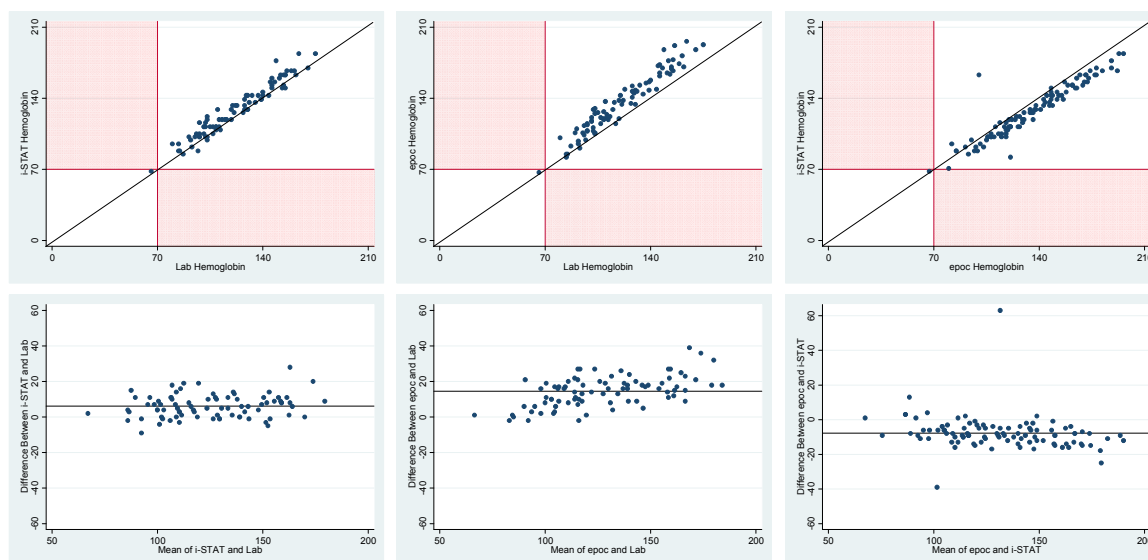 i-STAT Hemoglobin
210
140
70
0
0 70 140 210
Lab Hemoglobin
epoc Hemoglobin
210
140
70
0
0 70 140 210
Lab Hemoglobin
i-STAT Hemoglobin
210
140
70
0
0 70 140 210
epoc Hemoglobin
Difference Between i-STAT and Lab
60
40
20
0
-20
-40
-60
50 100 150 200
Mean of i-STAT and Lab
Difference Between epoc and Lab
60
40
20
0
-20
-40
-60
50 100 150 200
Mean of epoc and Lab
Difference Between epoc and i-STAT
60
40
20
0
-20
-40
-60
50 100 150 200
Mean of epoc and i-STAT